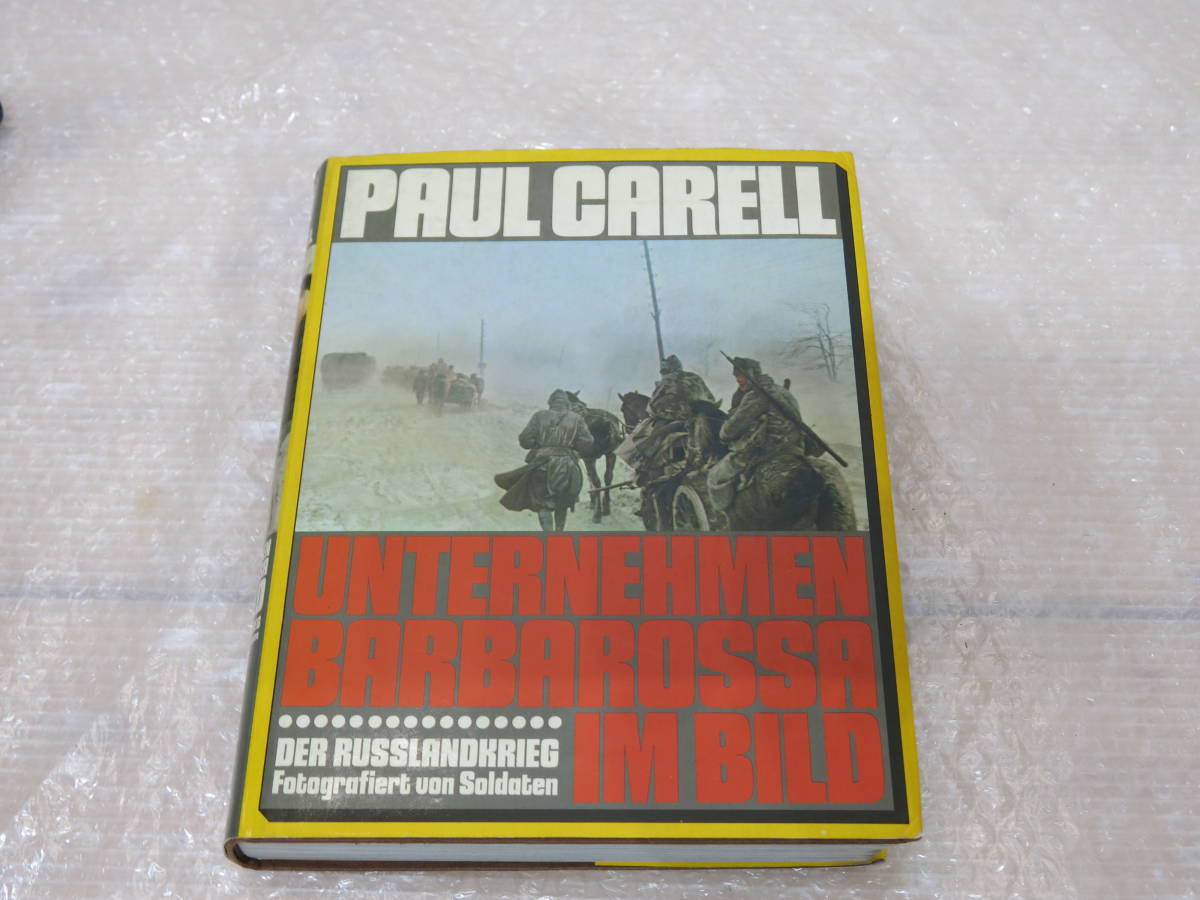 PAUL CARELL
UNTERNEHMEN
BARBAROSSA
IM BILD
DER RUSSLANDKRIEG
Fotografiert von Soldaten